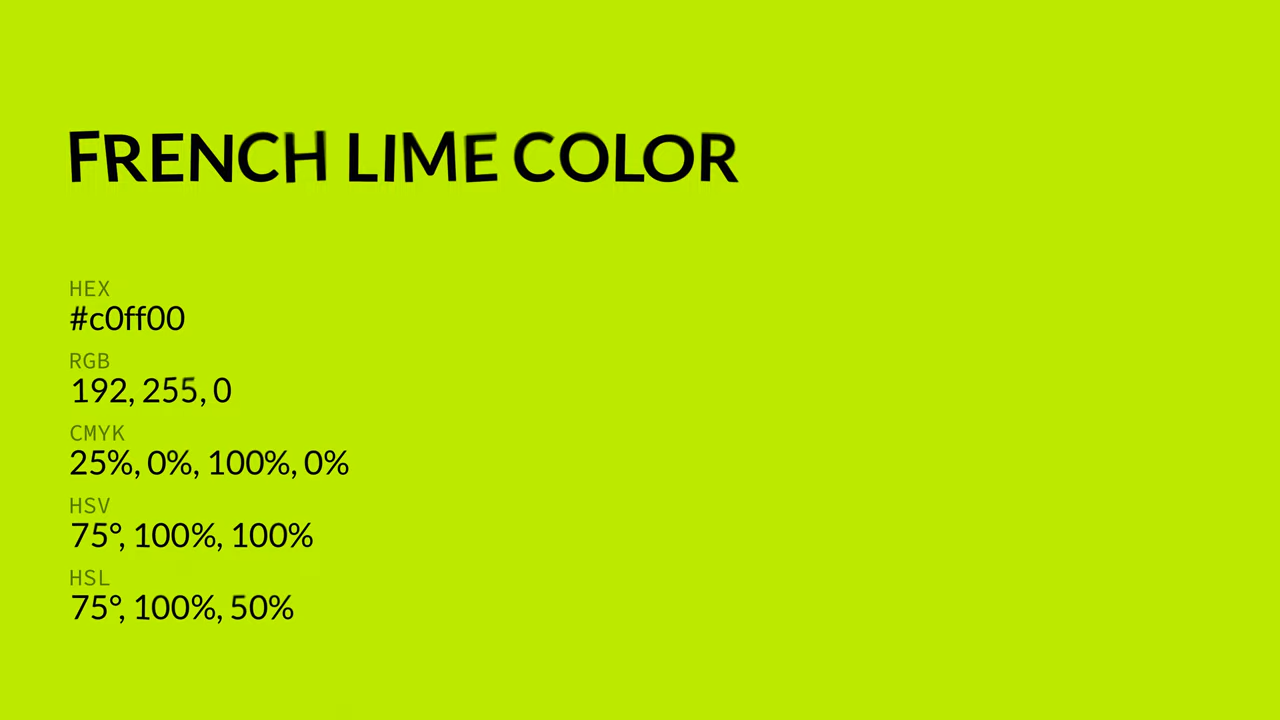 FRENCH LIME COLOR
HEX
#c0ff00
RGB
192, 255, 0
CMYK
25%, 0%, 100%, 0%
HSV
75°, 100%, 100%
HSL
75°, 100%, 50%